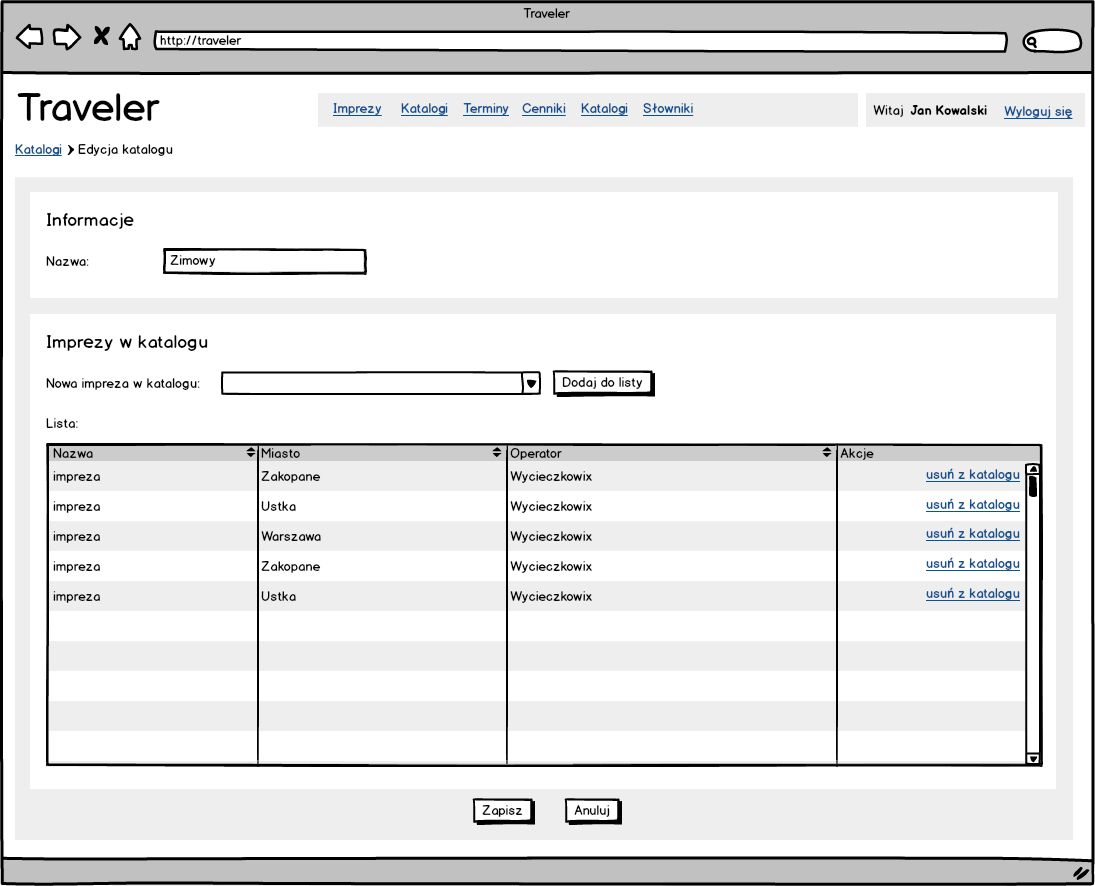 Traveler
http://traveler
Traveler
Imprezy Katalogi Terminy Cenniki Katalogi Słowniki
Witaj Jan Kowalski Wyloguj się
Katalogi > Edycja katalogu
Informacje
Nazwa: Zimowy
Imprezy w katalogu
Nowa impreza w katalogu: Dodaj do listy
Lista:
Nazwa Miasto Operator Akcje
impreza Zakopane Wycieczkowix usuń z katalogu
impreza Ustka Wycieczkowix usuń z katalogu
impreza Warszawa Wycieczkowix usuń z katalogu
impreza Zakopane Wycieczkowix usuń z katalogu
impreza Ustka Wycieczkowix usuń z katalogu
Zapisz Anuluj